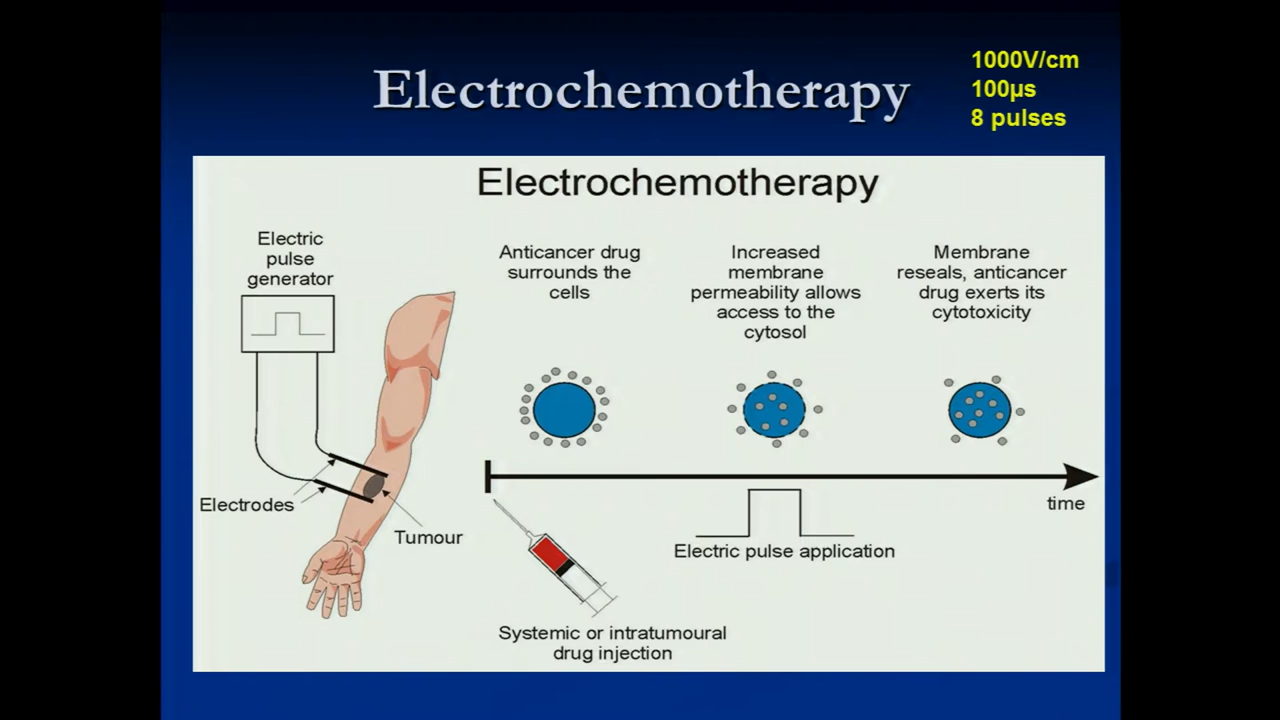 Electrochemotherapy
1000V/cm
100µs
8 pulses
Electrochemotherapy
Electric
pulse
generator
Anticancer drug
surrounds the
cells
Increased
membrane
permeability allows
access to the
cytosol
Membrane
reseals, anticancer
drug exerts its
cytotoxicity
Electrodes
Tumour
time
Electric pulse application
Systemic or intratumoural
drug injection